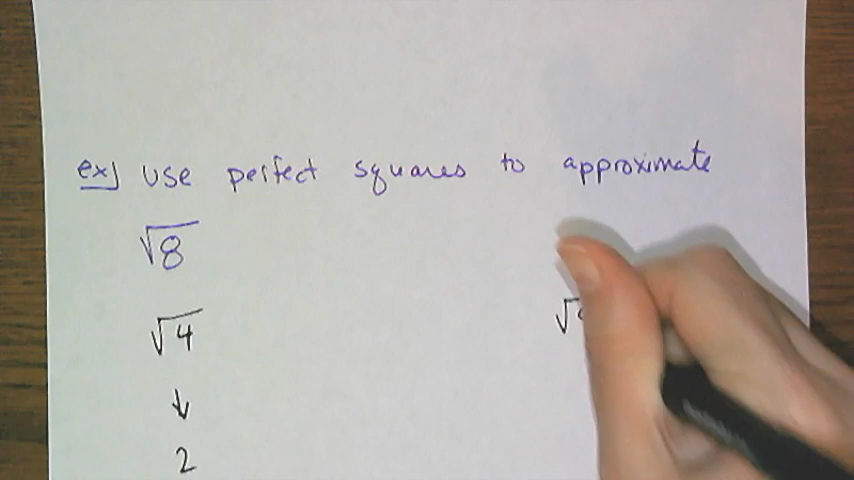 ex) use perfect squares to approximate
√8
√4
↓
2